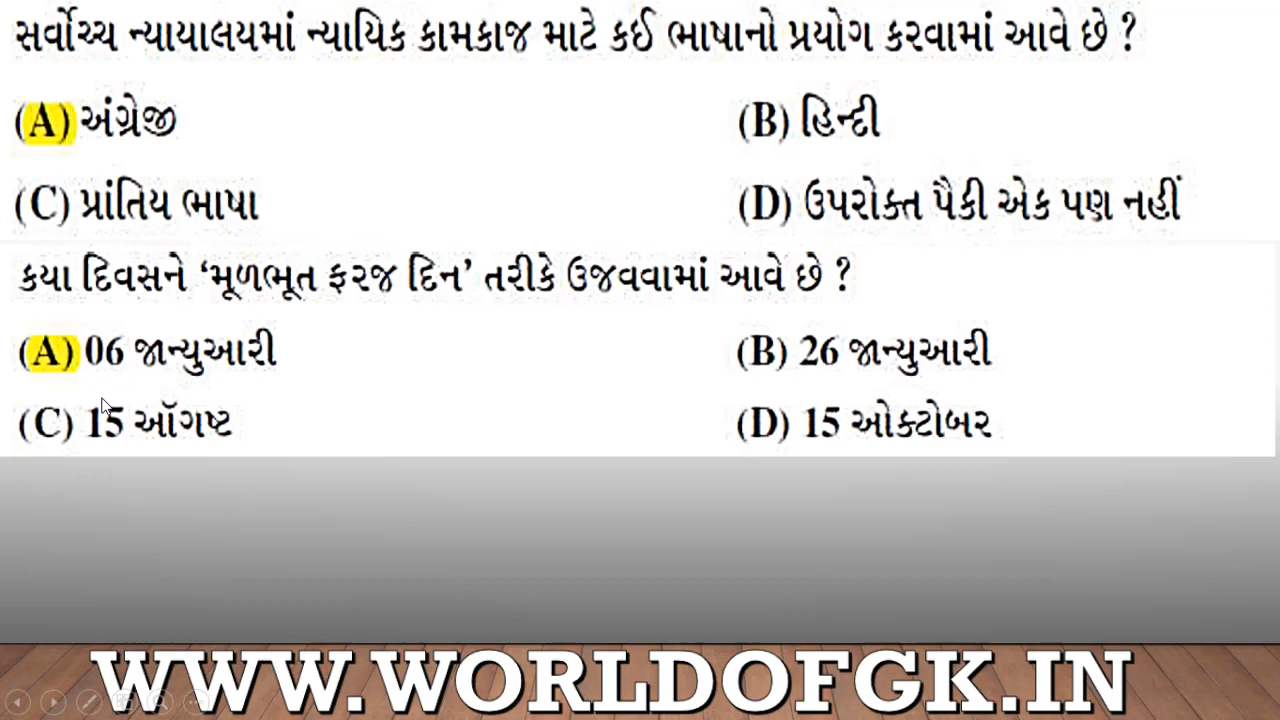 સર્વોચ્ચ ન્યાયાલયમાં ન્યાયિક કામકાજ માટે કઈ ભાષાનો પ્રયોગ કરવામાં આવે છે ?
(A) અંગ્રેજી (B) હિન્દી
(C) પ્રાંતિય ભાષા (D) ઉપરોક્ત પૈકી એક પણ નહીં
કયા દિવસને ‘મૂળભૂત ફરજ દિન’ તરીકે ઉજવવામાં આવે છે ?
(A) 06 જાન્યુઆરી (B) 26 જાન્યુઆરી
(C) 15 ઑગષ્ટ (D) 15 ઓક્ટોબર
WWW.WORLDOFGK.IN